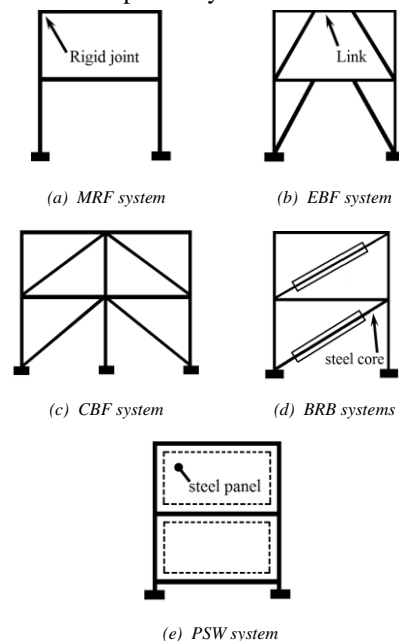 Rigid joint
Link
(a) MRF system
(b) EBF system
steel core
(c) CBF system
(d) BRB systems
steel panel
(e) PSW system